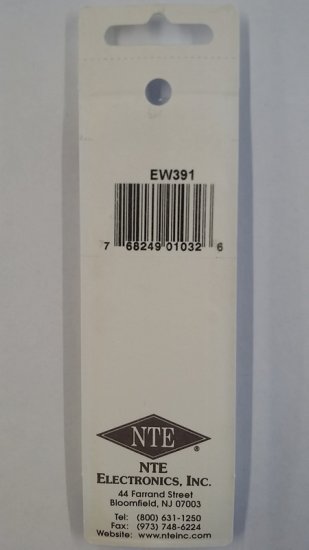 EW391
7 68249 01032 6
NTE
®
NTE
ELECTRONICS, INC.
44 Farrand Street
Bloomfield, NJ 07003
Tel: (800) 631-1250
Fax: (973) 748-6224
Website: www.nteinc.com